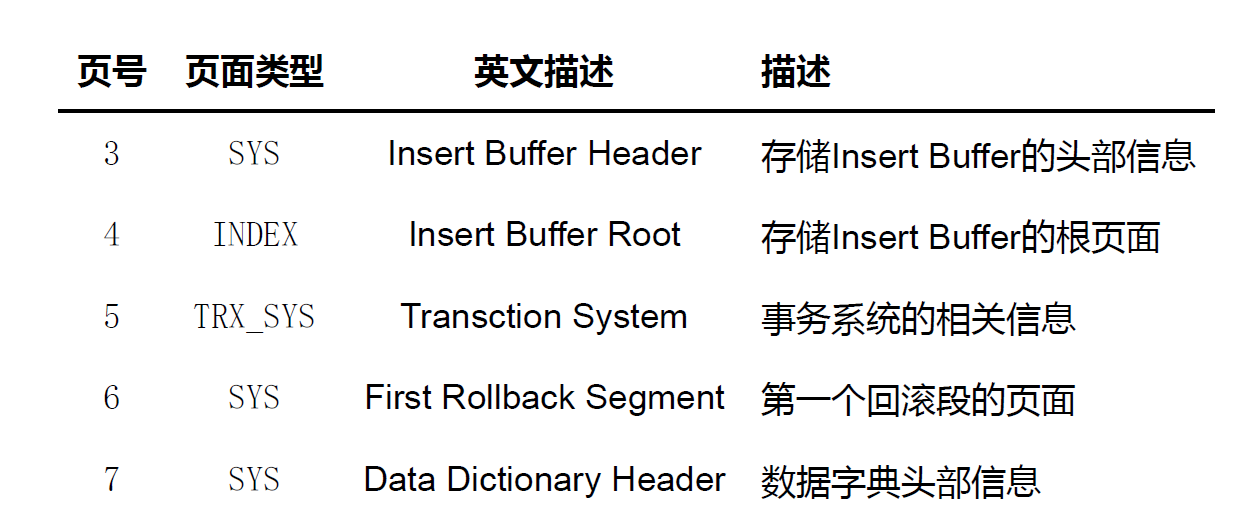 页号 页面类型 英文描述 描述
3 SYS Insert Buffer Header 存储Insert Buffer的头部信息
4 INDEX Insert Buffer Root 存储Insert Buffer的根页面
5 TRX_SYS Transction System 事务系统的相关信息
6 SYS First Rollback Segment 第一个回滚段的页面
7 SYS Data Dictionary Header 数据字典头部信息